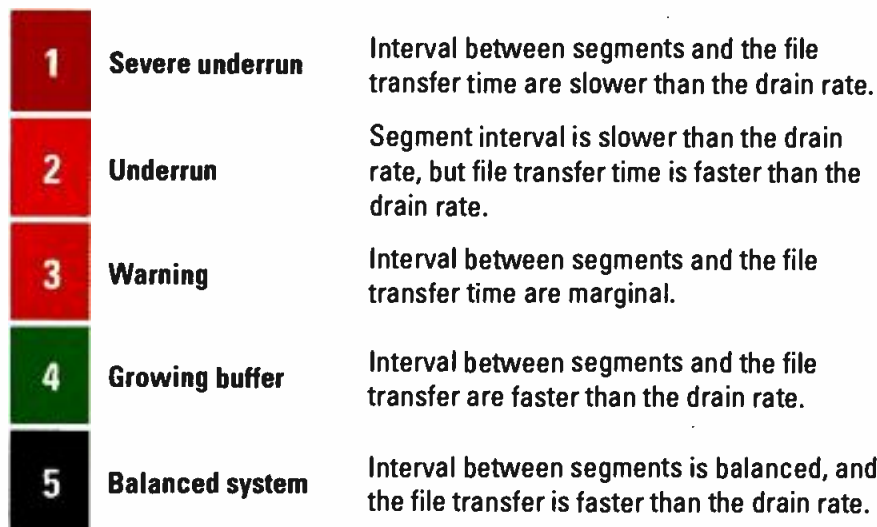 1 Severe underrun Interval between segments and the file
transfer time are slower than the drain rate.
2 Underrun Segment interval is slower than the drain
rate, but file transfer time is faster than the
drain rate.
3 Warning Interval between segments and the file
transfer time are marginal.
4 Growing buffer Interval between segments and the file
transfer are faster than the drain rate.
5 Balanced system Interval between segments is balanced, and
the file transfer is faster than the drain rate.